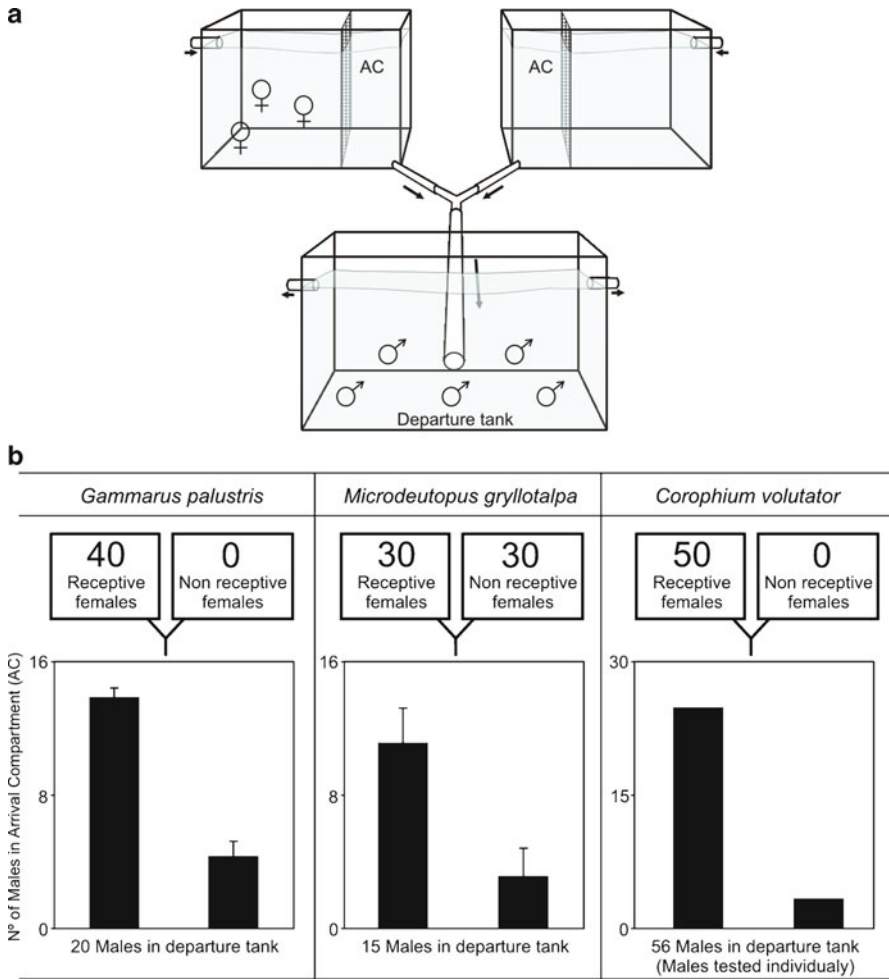 a
AC
AC
Departure tank
b
Gammarus palustris
Microdeutopus gryllotalpa
Corophium volutator
40
Receptive
females
0
Non receptive
females
30
Receptive
females
30
Non receptive
females
50
Receptive
females
0
Non receptive
females
Nº of Males in Arrival Compartment (AC)
16
8
0
16
8
0
30
15
0
20 Males in departure tank
15 Males in departure tank
56 Males in departure tank
(Males tested individualy)